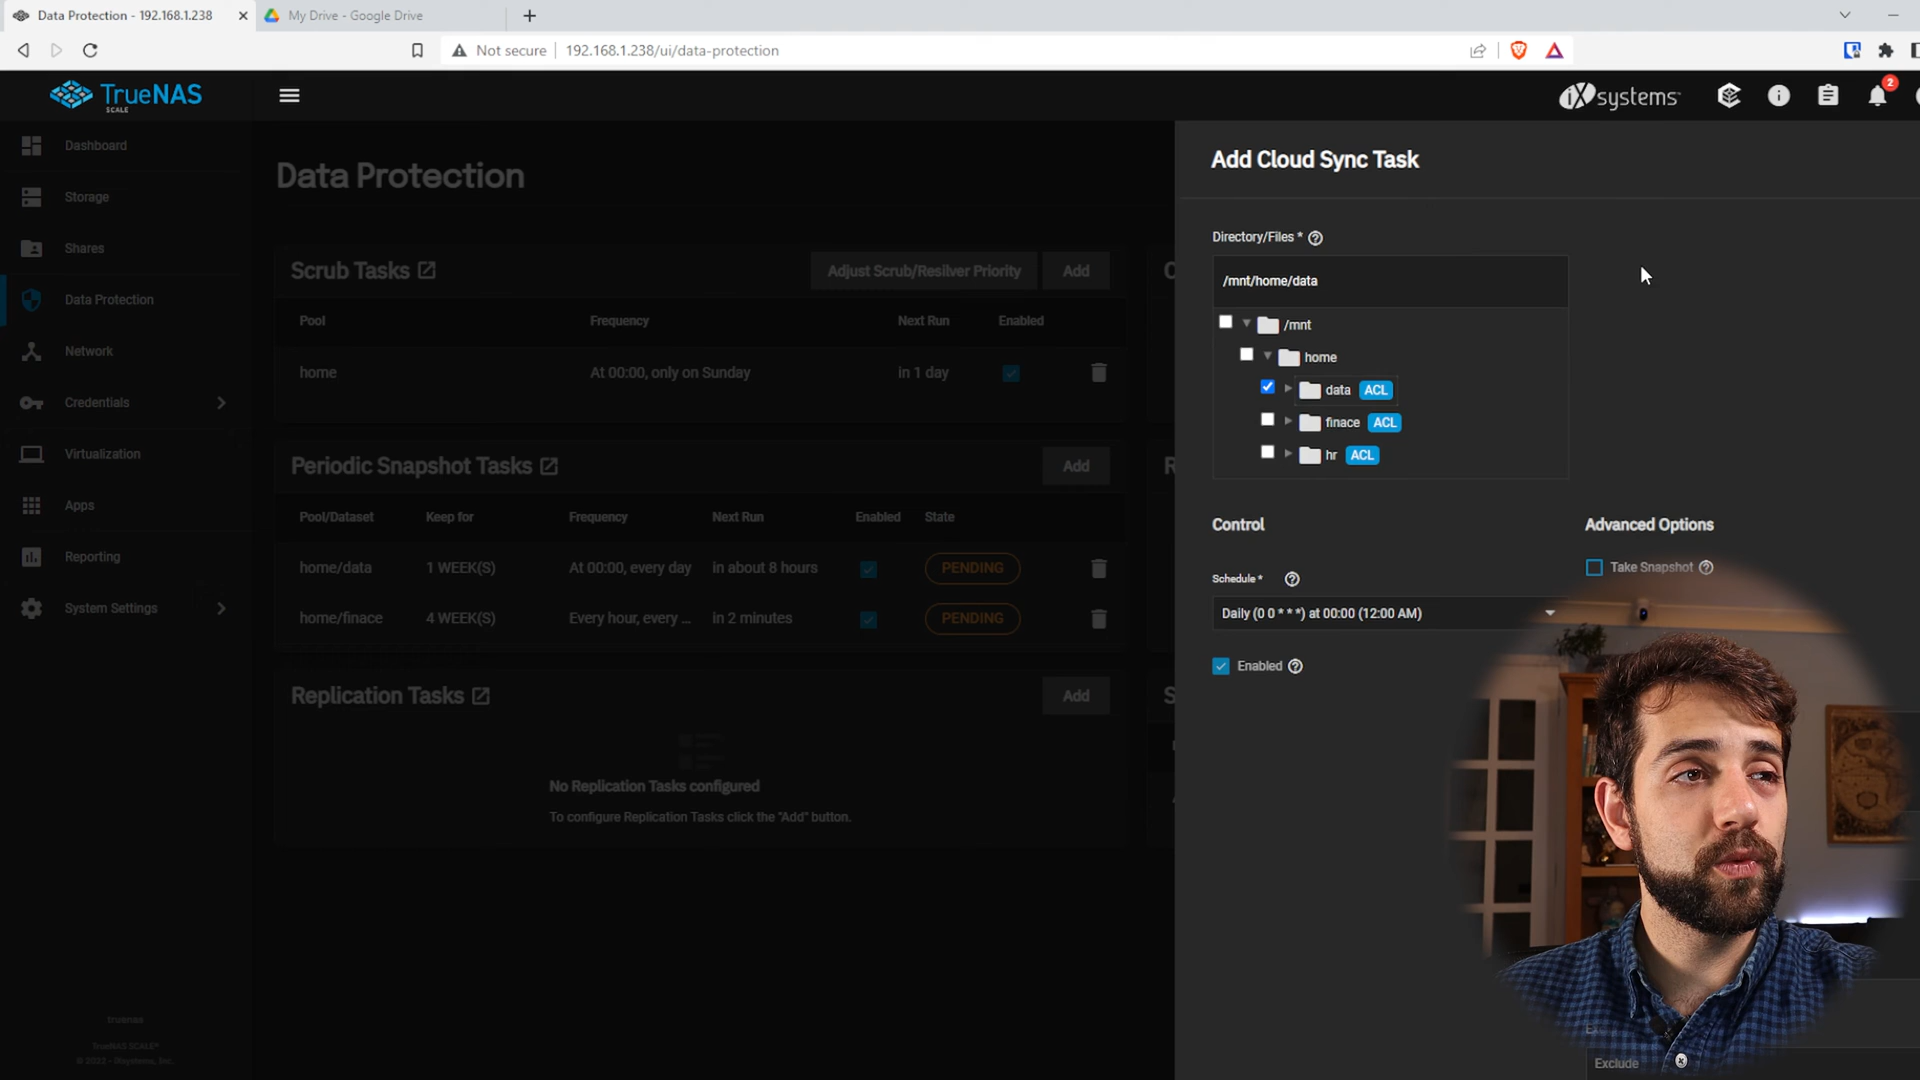 Data Protection - 192.168.1.238
My Drive - Google Drive
Not secure
192.168.1.238/ui/data-protection
TrueNAS
SCALE
iXsystems
2
Dashboard
Storage
Shares
Data Protection
Network
Credentials
Virtualization
Apps
Reporting
System Settings
truenas
TrueNAS SCALE®
© 2022 - iXsystems, Inc.
Data Protection
Scrub Tasks
Adjust Scrub/Resilver Priority
Add
Pool
Frequency
Next Run
Enabled
home
At 00:00, only on Sunday
in 1 day
Periodic Snapshot Tasks
Add
Pool/Dataset
Keep for
Frequency
Next Run
Enabled
State
home/data
1 WEEK(S)
At 00:00, every day
in about 8 hours
PENDING
home/finace
4 WEEK(S)
Every hour, every ...
in 2 minutes
PENDING
Replication Tasks
Add
No Replication Tasks configured
To configure Replication Tasks click the "Add" button.
Add Cloud Sync Task
Directory/Files *
/mnt/home/data
/mnt
home
data ACL
finace ACL
hr ACL
Control
Schedule *
Daily (0 0 * * *) at 00:00 (12:00 AM)
Enabled
Advanced Options
Take Snapshot
Exclude